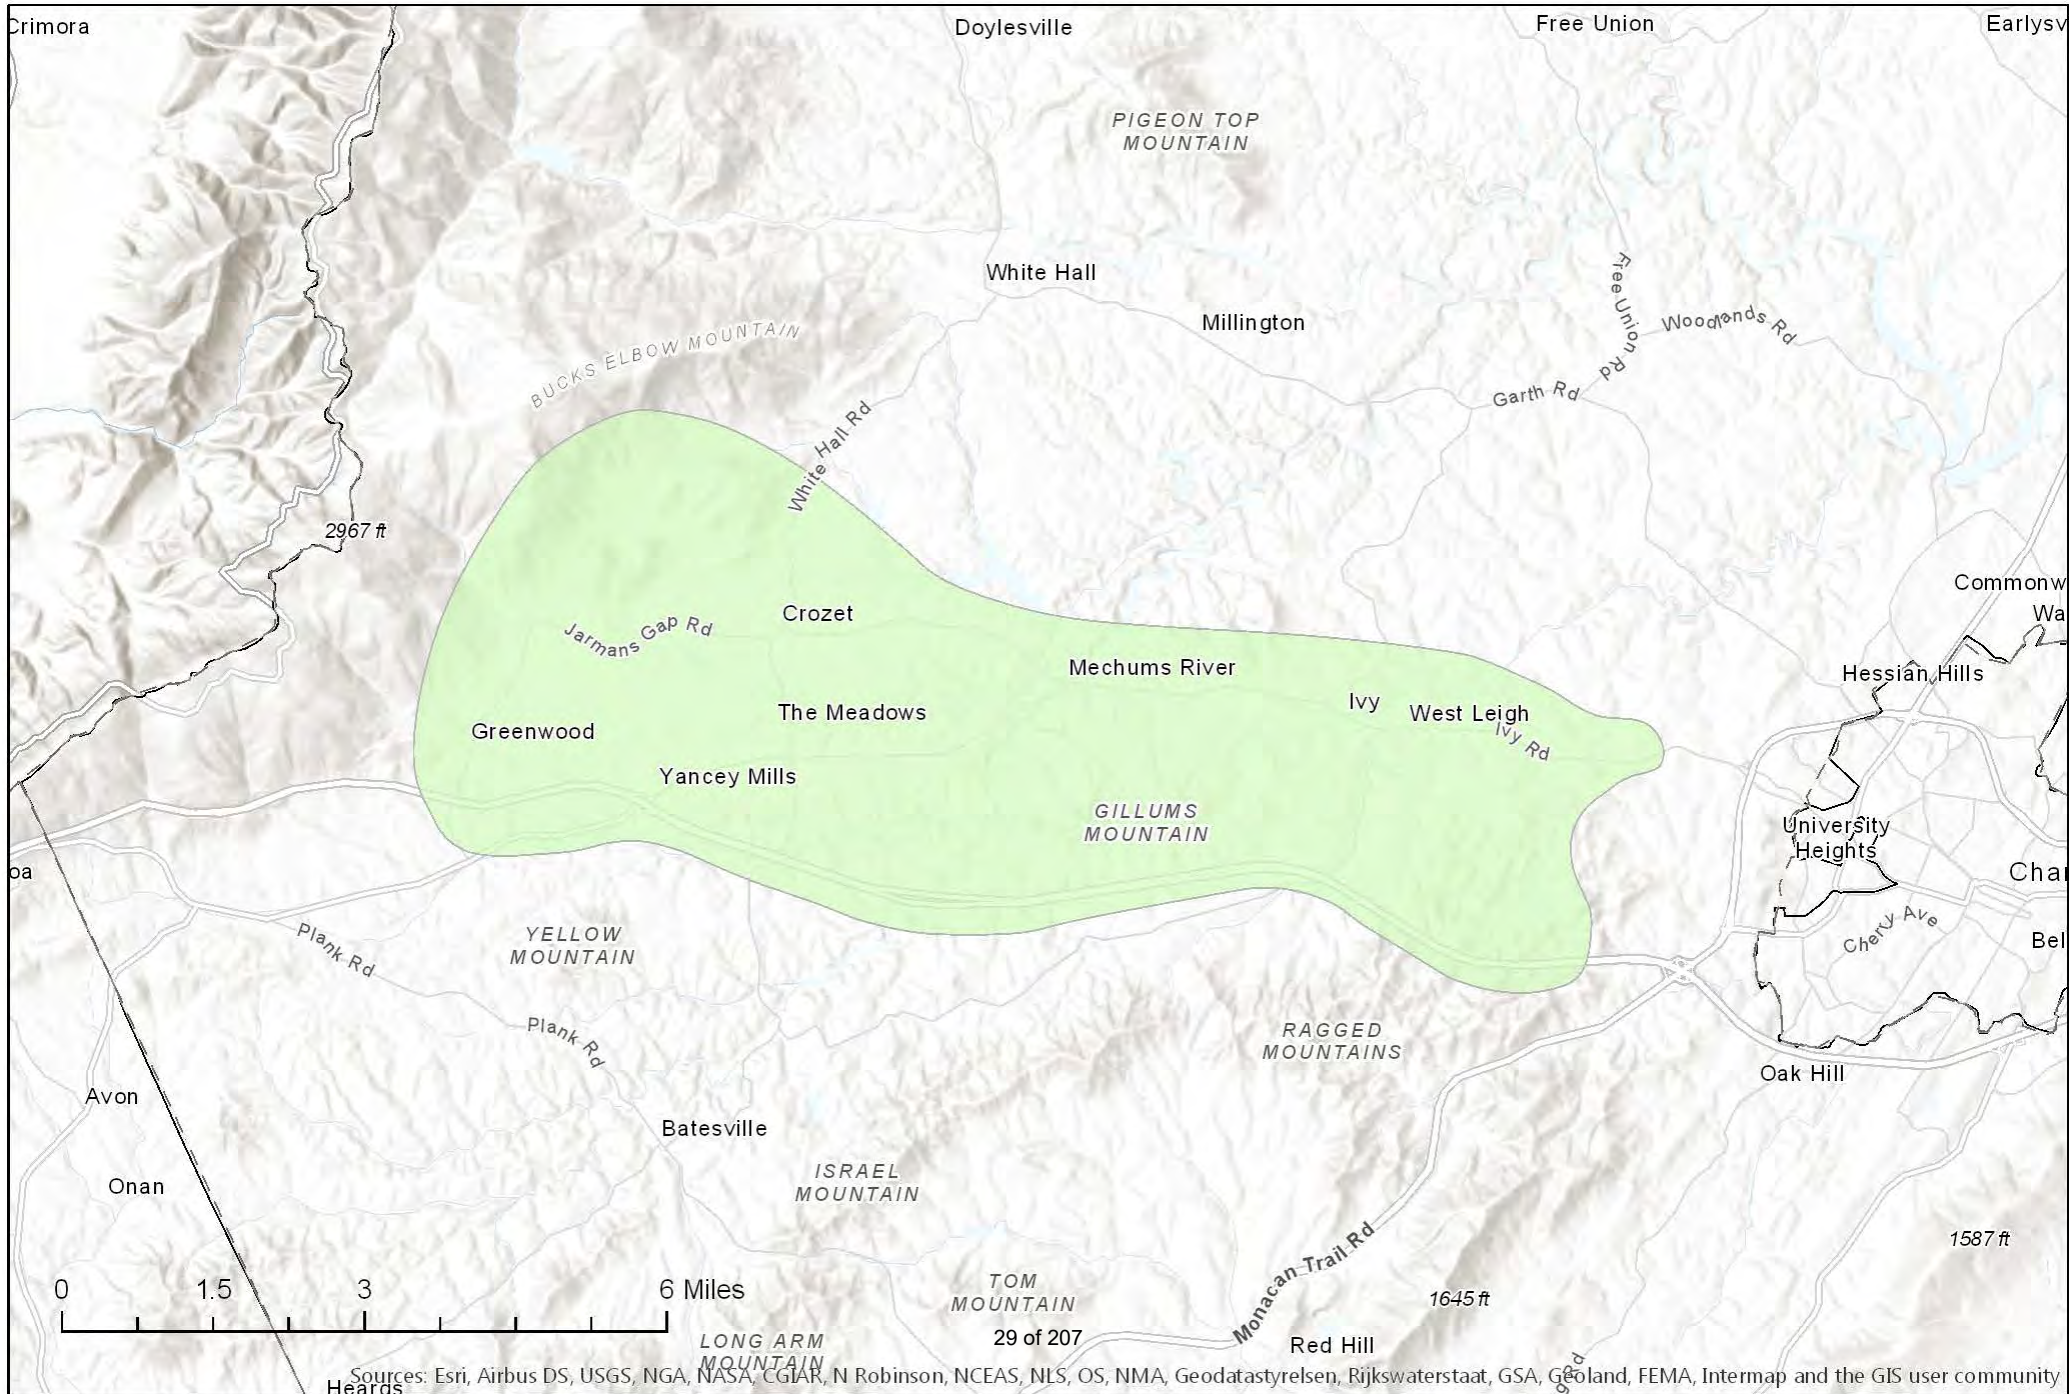 Crimora
Doylesville
Free Union
Earlysv
PIGEON TOP
MOUNTAIN
White Hall
Millington
Free Union Rd
Woodlands Rd
BUCKS ELBOW MOUNTAIN
Garth Rd
White Hall Rd
2967 ft
Commonw
Wa
Crozet
Jarmans Gap Rd
Mechums River
Hessian Hills
Ivy
West Leigh
The Meadows
Greenwood
Ivy Rd
Yancey Mills
GILLUMS
MOUNTAIN
University
Heights
oa
Char
Cherry Ave
Bel
Plank Rd
YELLOW
MOUNTAIN
Plank Rd
RAGGED
MOUNTAINS
Oak Hill
Avon
Batesville
ISRAEL
MOUNTAIN
Onan
Monacan Trail Rd
1587 ft
0 1.5 3 6 Miles
TOM
MOUNTAIN
1645 ft
29 of 207
Red Hill
LONG ARM
MOUNTAIN
g Rd
Sources: Esri, Airbus DS, USGS, NGA, NASA, CGIAR, N Robinson, NCEAS, NLS, OS, NMA, Geodatastyrelsen, Rijkswaterstaat, GSA, Geoland, FEMA, Intermap and the GIS user community
Heards